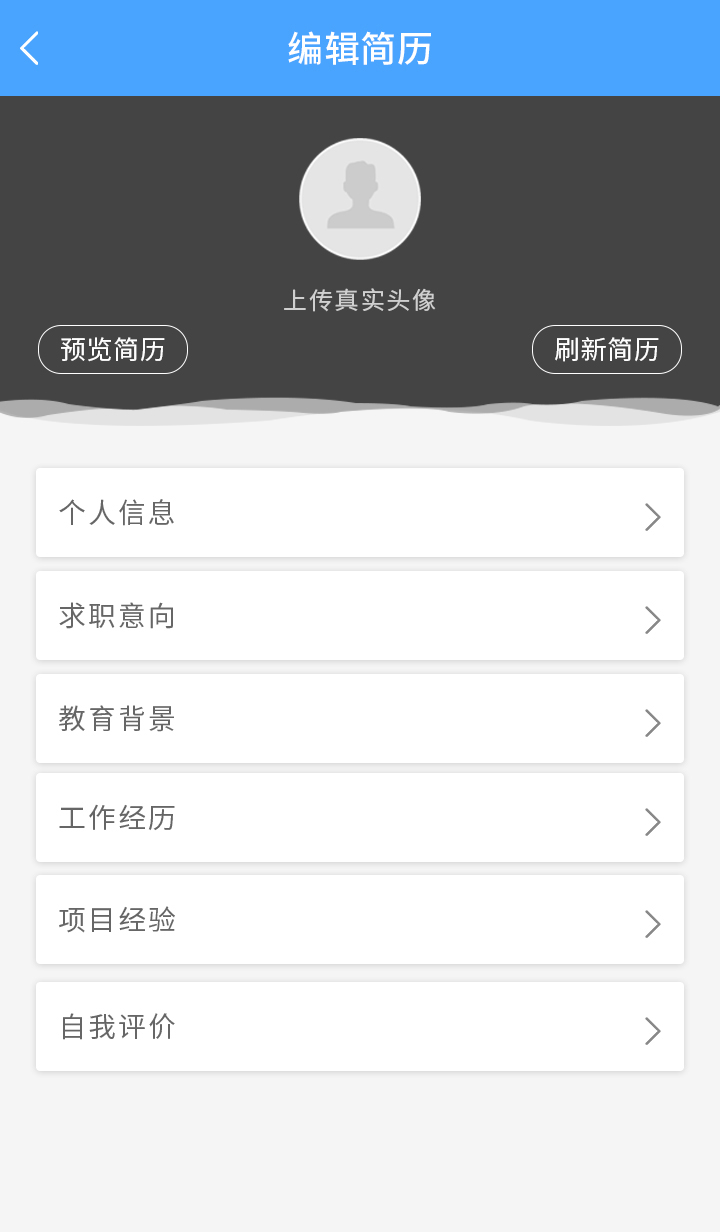 编辑简历
上传真实头像
预览简历
刷新简历
个人信息
求职意向
教育背景
工作经历
项目经验
自我评价